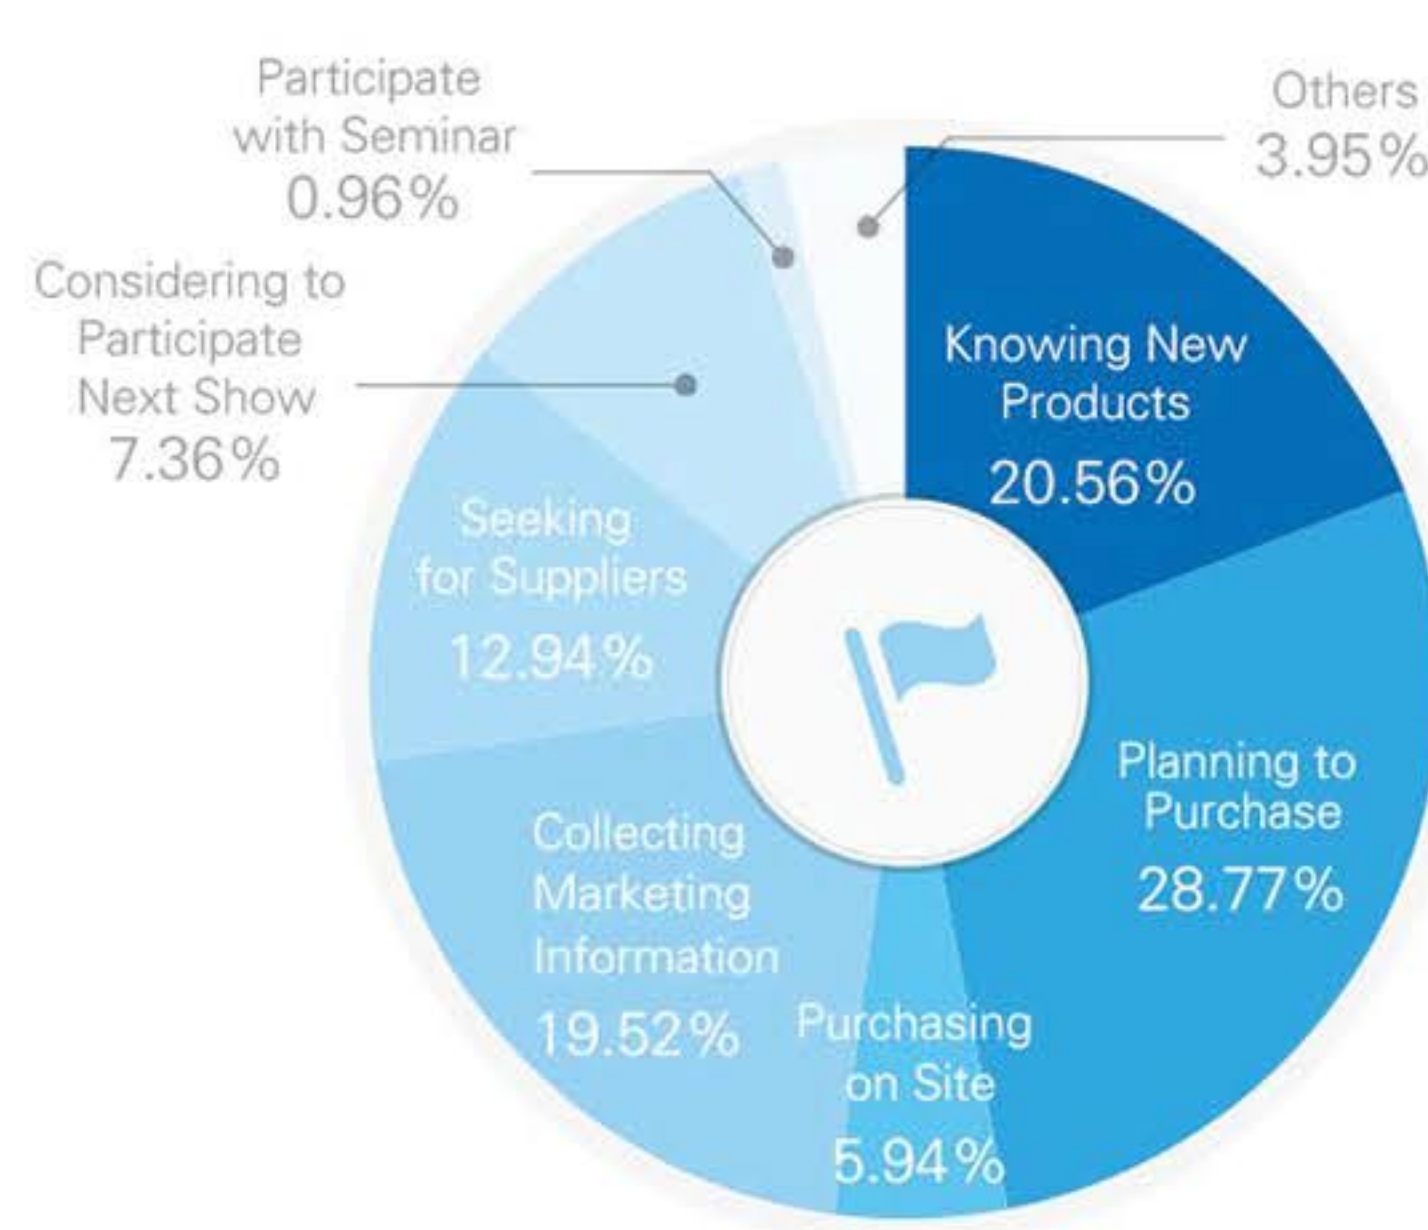 Participate
with Seminar
0.96%
Others
3.95%
Considering to
Participate
Next Show
7.36%
Knowing New
Products
20.56%
Seeking
for Suppliers
12.94%
Planning to
Purchase
28.77%
Collecting
Marketing
Information
19.52%
Purchasing
on Site
5.94%